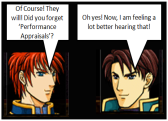 Of Course! They
will! Did you forget
'Performance
Appraisals'?
Oh yes! Now, I am feeling a
lot better hearing that!